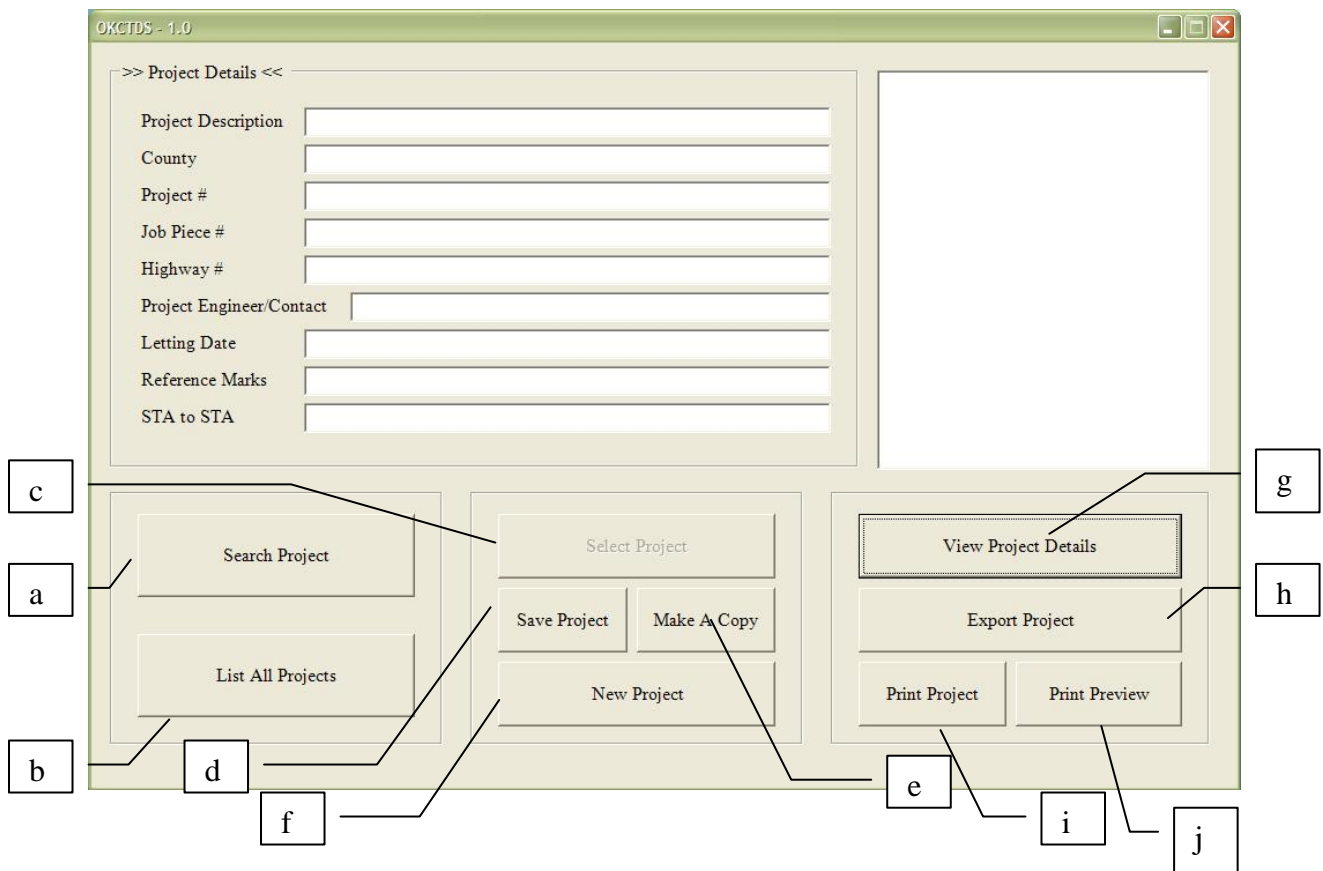 OKCTDS - 1.0
>> Project Details <<
Project Description
County
Project #
Job Piece #
Highway #
Project Engineer/Contact
Letting Date
Reference Marks
STA to STA
c
g
Search Project
Select Project
View Project Details
a
h
Save Project
Make A Copy
Export Project
List All Projects
New Project
Print Project
Print Preview
b
d
e
f
i
j